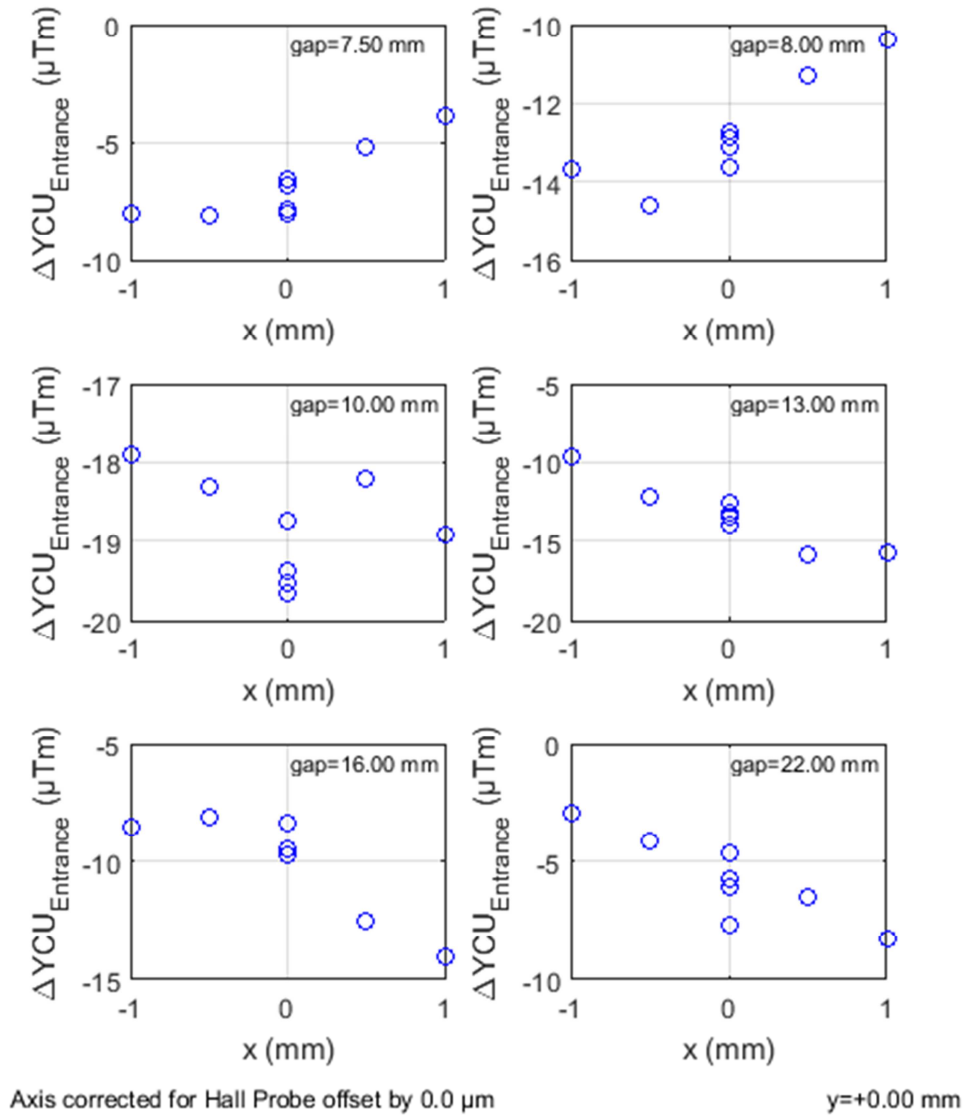 0
-5
-10
ΔYCU_Entrance (μTm)
gap=7.50 mm
-1 0 1
x (mm)
-10
-12
-14
-16
ΔYCU_Entrance (μTm)
gap=8.00 mm
-1 0 1
x (mm)
-17
-18
-19
-20
ΔYCU_Entrance (μTm)
gap=10.00 mm
-1 0 1
x (mm)
-5
-10
-15
-20
ΔYCU_Entrance (μTm)
gap=13.00 mm
-1 0 1
x (mm)
-5
-10
-15
ΔYCU_Entrance (μTm)
gap=16.00 mm
-1 0 1
x (mm)
0
-5
-10
ΔYCU_Entrance (μTm)
gap=22.00 mm
-1 0 1
x (mm)
Axis corrected for Hall Probe offset by 0.0 μm
y=+0.00 mm